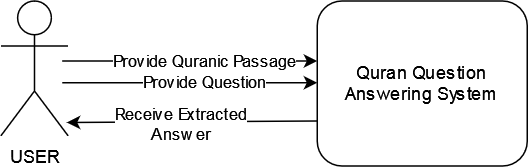 Provide Quranic Passage
Provide Question
Receive Extracted
Answer
USER
Quran Question
Answering System